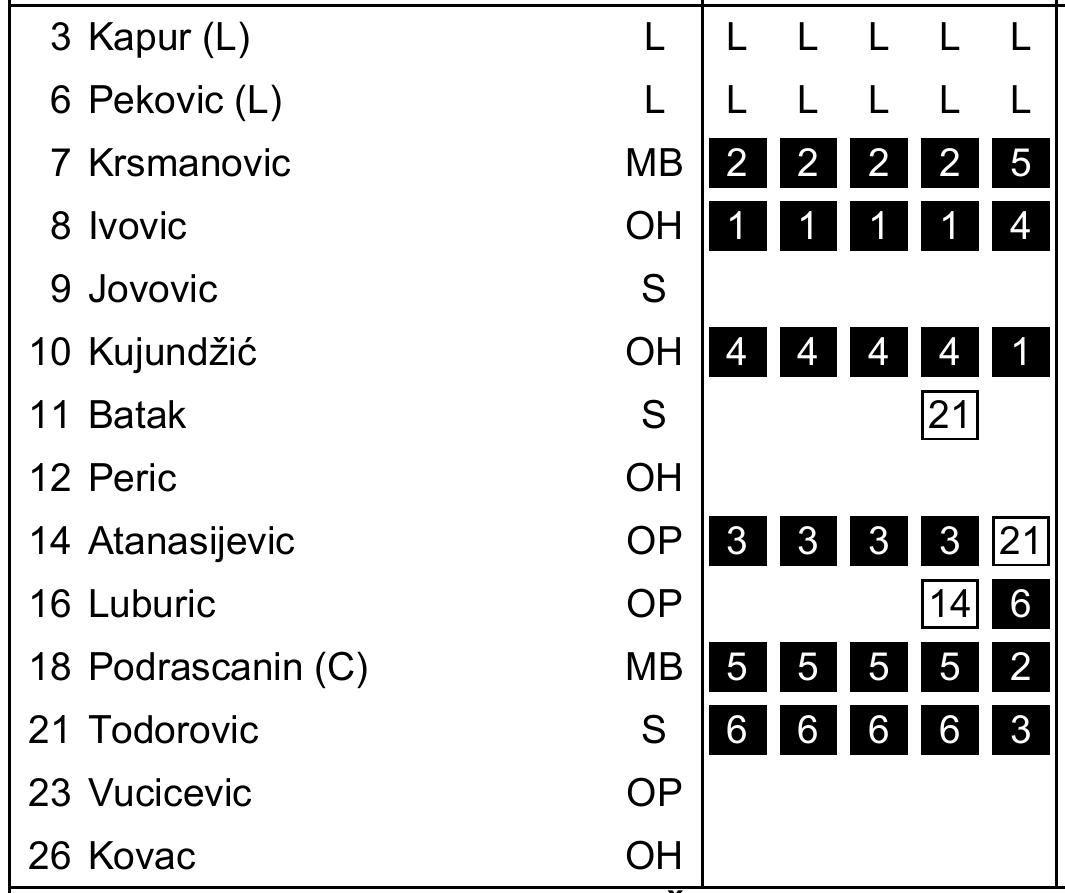 3 Kapur (L) L L L L L L
6 Pekovic (L) L L L L L L
7 Krsmanovic MB 2 2 2 2 5
8 Ivovic OH 1 1 1 1 4
9 Jovovic S
10 Kujundžić OH 4 4 4 4 1
11 Batak S 21
12 Peric OH
14 Atanasijevic OP 3 3 3 3 21
16 Luburic OP 14 6
18 Podrascanin (C) MB 5 5 5 5 2
21 Todorovic S 6 6 6 6 3
23 Vucicevic OP
26 Kovac OH